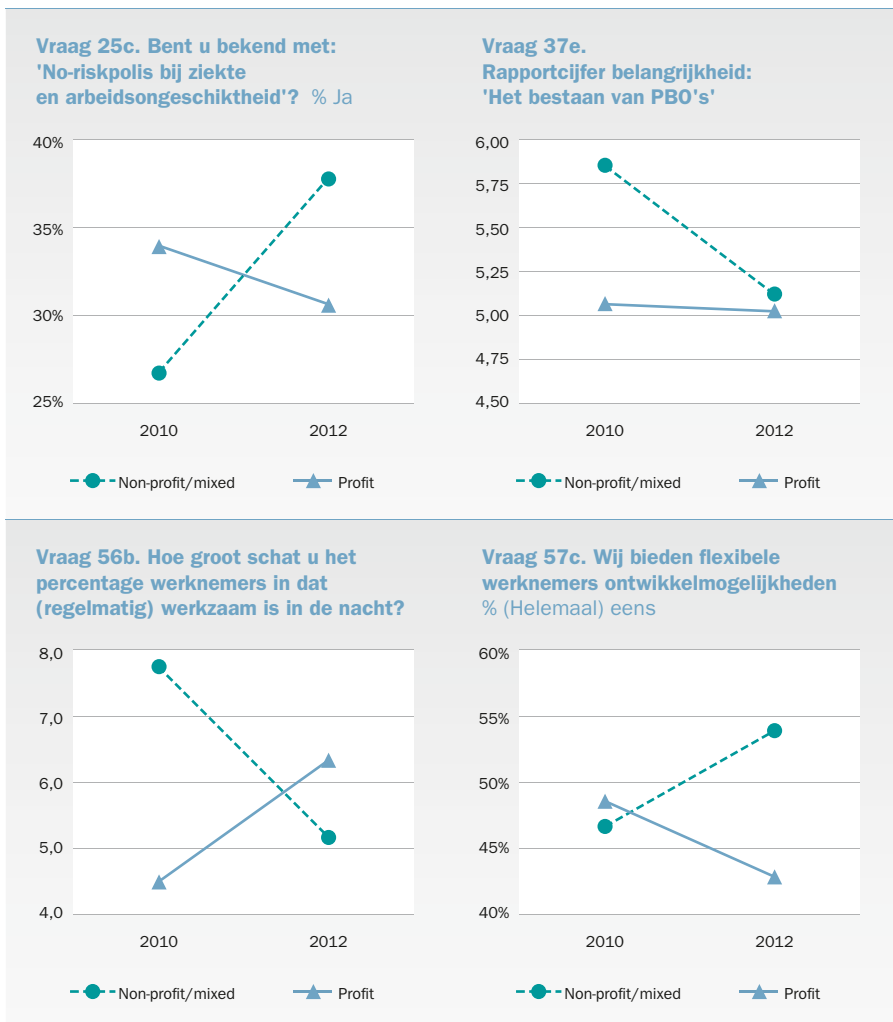 Vraag 25c. Bent u bekend met:
'No-riskpolis bij ziekte
en arbeidsongeschiktheid'? % Ja
40%
35%
30%
25%
2010 2012
Non-profit/mixed Profit
Vraag 37e.
Rapportcijfer belangrijkheid:
'Het bestaan van PBO's'
6,00
5,75
5,50
5,25
5,00
4,75
4,50
2010 2012
Non-profit/mixed Profit
Vraag 56b. Hoe groot schat u het
percentage werknemers in dat
(regelmatig) werkzaam is in de nacht?
8,0
7,0
6,0
5,0
4,0
2010 2012
Non-profit/mixed Profit
Vraag 57c. Wij bieden flexibele
werknemers ontwikkelmogelijkheden
% (Helemaal) eens
60%
55%
50%
45%
40%
2010 2012
Non-profit/mixed Profit